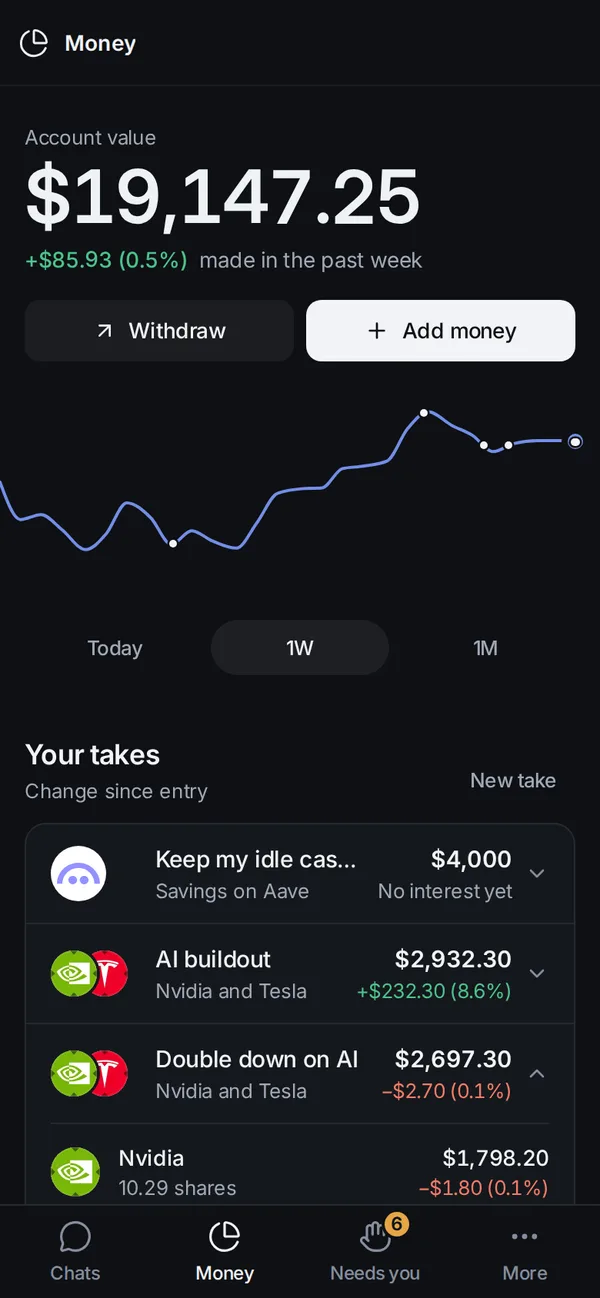 Money
Account value
$19,147.25
+$85.93 (0.5%) made in the past week
Withdraw
Add money
Today
1W
1M
Your takes
Change since entry
New take
Keep my idle cas...
$4,000
Savings on Aave
No interest yet
AI buildout
$2,932.30
Nvidia and Tesla
+$232.30 (8.6%)
Double down on AI
$2,697.30
Nvidia and Tesla
−$2.70 (0.1%)
Nvidia
$1,798.20
10.29 shares
−$1.80 (0.1%)
6
Chats
Money
Needs you
More